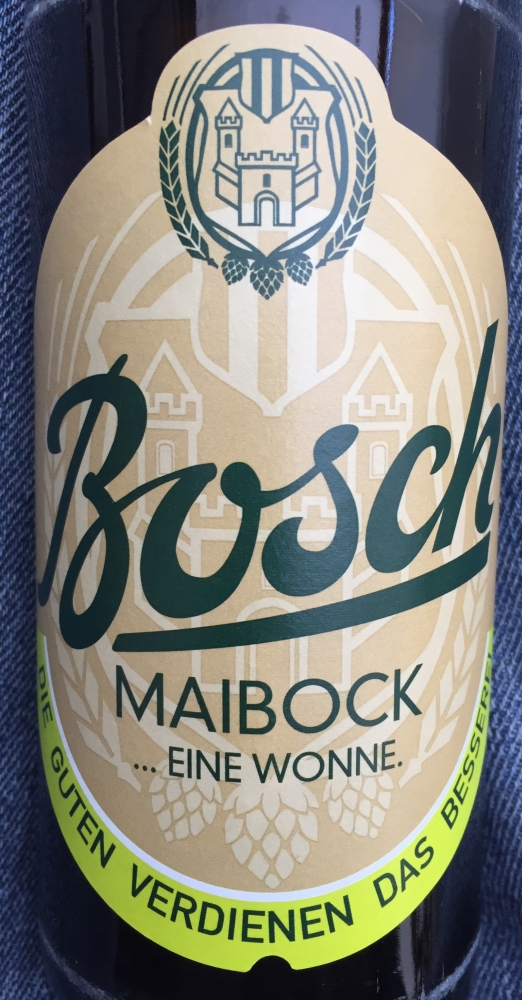 Bosch
MAIBOCK
... EINE WONNE.
DIE GUTEN VERDIENEN DAS BESSERE